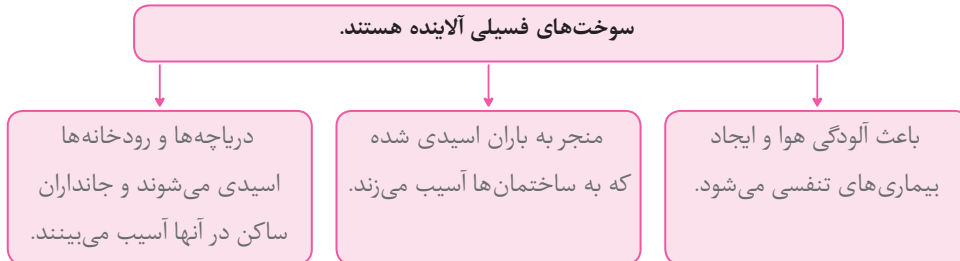 سوخت‌های فسیلی آلاینده هستند.
باعث آلودگی هوا و ایجاد
بیماری‌های تنفسی می‌شود.
منجر به باران اسیدی شده
که به ساختمان‌ها آسیب می‌زند.
دریاچه‌ها و رودخانه‌ها
اسیدی می‌شوند و جانداران
ساکن در آنها آسیب می‌بینند.